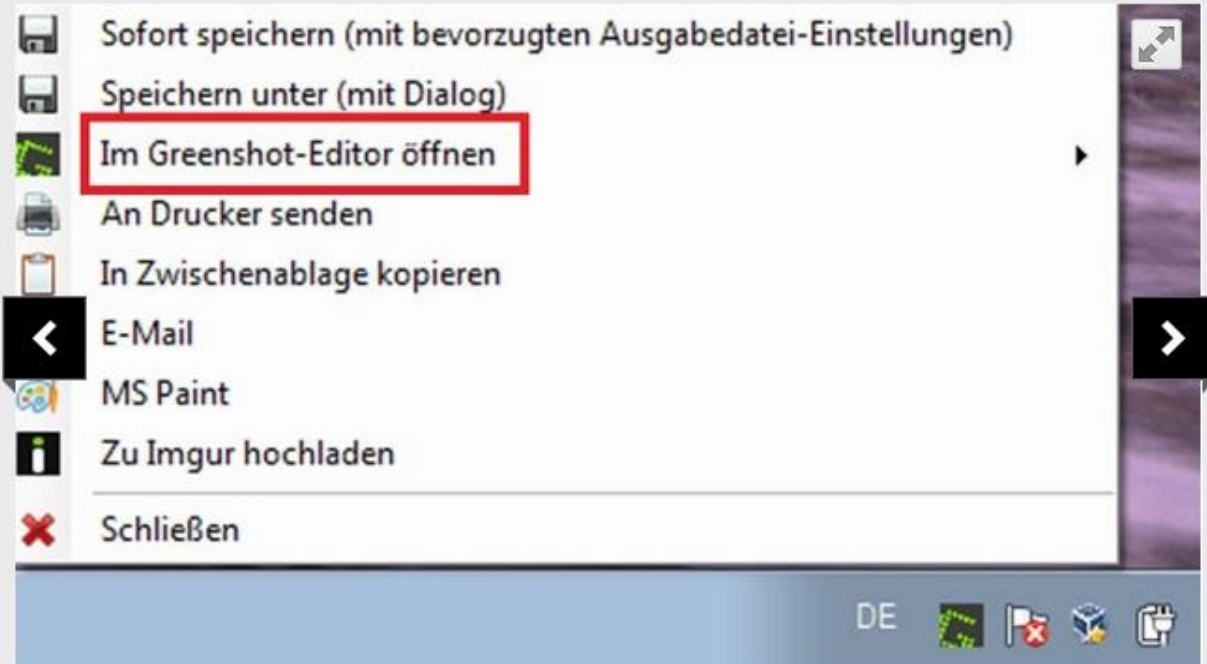 Sofort speichern (mit bevorzugten Ausgabedatei-Einstellungen)
Speichern unter (mit Dialog)
Im Greenshot-Editor öffnen
An Drucker senden
In Zwischenablage kopieren
E-Mail
MS Paint
Zu Imgur hochladen
Schließen
DE